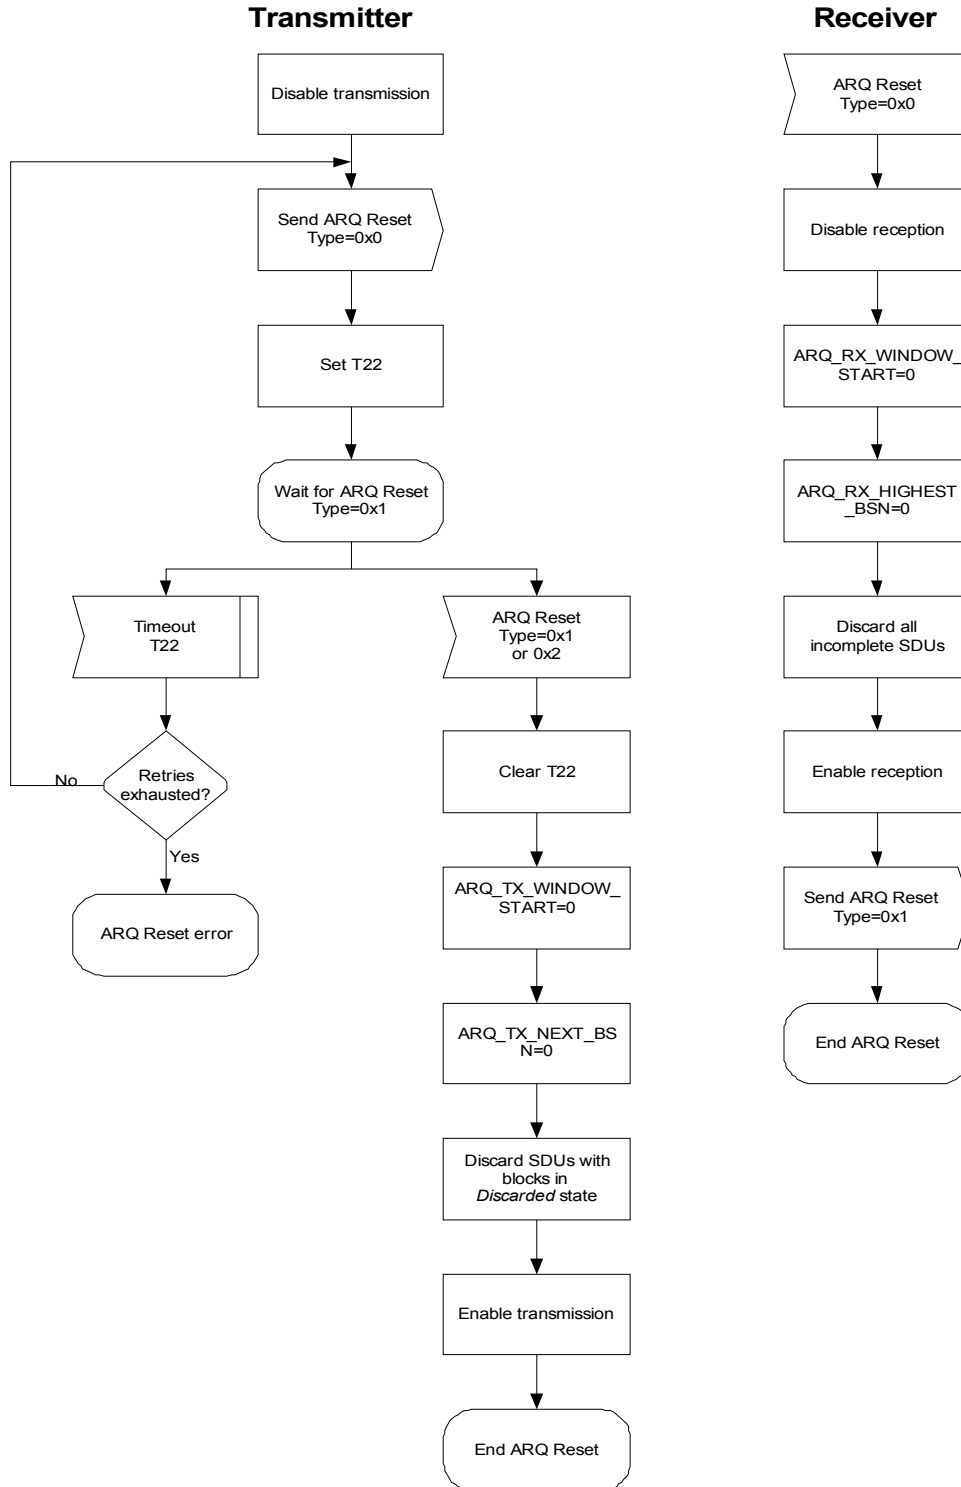 Transmitter
Disable transmission
Send ARQ Reset
Type=0x0
Set T22
Wait for ARQ Reset
Type=0x1
Timeout
T22
ARQ Reset
Type=0x1
or 0x2
Retries
exhausted?
No
Yes
ARQ Reset error
Clear T22
ARQ_TX_WINDOW_
START=0
ARQ_TX_NEXT_BS
N=0
Discard SDUs with
blocks in
Discarded state
Enable transmission
End ARQ Reset
Receiver
ARQ Reset
Type=0x0
Disable reception
ARQ_RX_WINDOW_
START=0
ARQ_RX_HIGHEST
_BSN=0
Discard all
incomplete SDUs
Enable reception
Send ARQ Reset
Type=0x1
End ARQ Reset